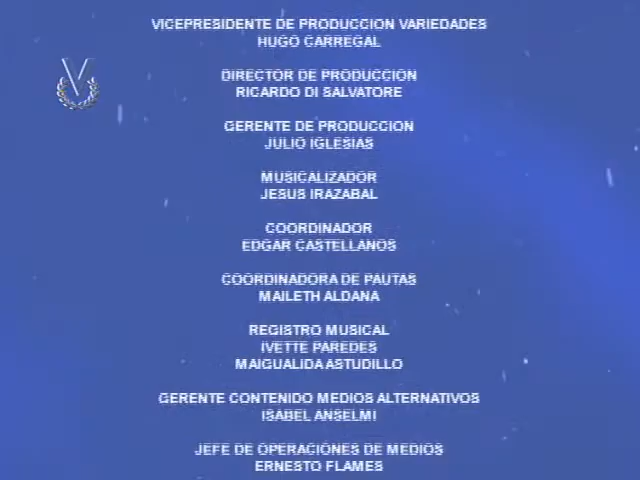 VICEPRESIDENTE DE PRODUCCION VARIEDADES
HUGO CARREGAL
DIRECTOR DE PRODUCCION
RICARDO DI SALVATORE
GERENTE DE PRODUCCION
JULIO IGLESIAS
MUSICALIZADOR
JESUS IRAZABAL
COORDINADOR
EDGAR CASTELLANOS
COORDINADORA DE PAUTAS
MAILETH ALDANA
REGISTRO MUSICAL
IVETTE PAREDES
MAIGUALIDA ASTUDILLO
GERENTE CONTENIDO MEDIOS ALTERNATIVOS
ISABEL ANSELMI
JEFE DE OPERACIÓNES DE MEDIOS
ERNESTO FLAMES